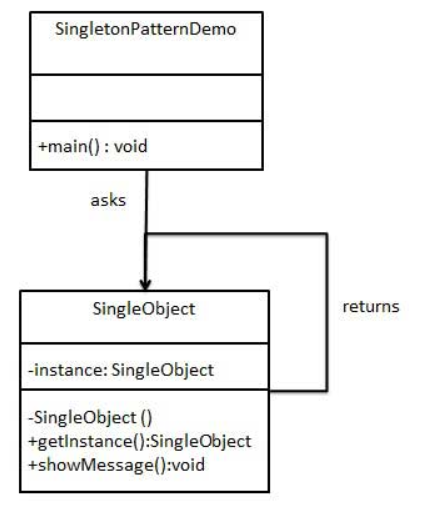 SingletonPatternDemo
+main() : void
asks
SingleObject
returns
-instance: SingleObject
-SingleObject ()
+getInstance():SingleObject
+showMessage():void